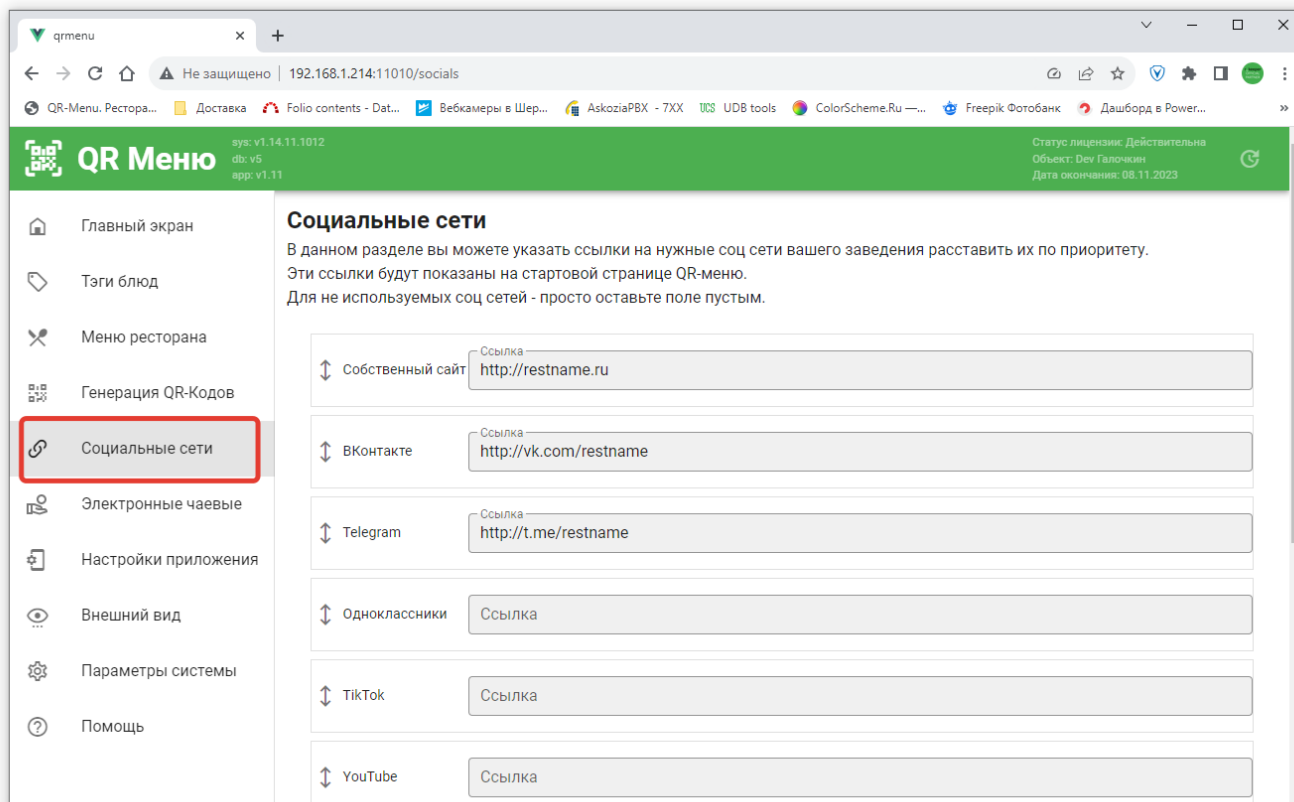 qrmenu
Не защищено | 192.168.1.214:11010/socials
QR-Menu. Рестора... Доставка Folio contents - Dat... Вебкамеры в Шер... AskoziaPBX - 7XX UCS UDB tools ColorScheme.Ru —... Freepik Фотобанк Дашборд в Power... »
QR Меню
sys: v1.14.11.1012
db: v5
app: v1.11
Статус лицензии: Действительна
Объект: Dev Галочкин
Дата окончания: 08.11.2023
Главный экран
Тэги блюд
Меню ресторана
Генерация QR-Кодов
Социальные сети
Электронные чаевые
Настройки приложения
Внешний вид
Параметры системы
Помощь
Социальные сети
В данном разделе вы можете указать ссылки на нужные соц сети вашего заведения расставить их по приоритету.
Эти ссылки будут показаны на стартовой странице QR-меню.
Для не используемых соц сетей - просто оставьте поле пустым.
Ссылка
Собственный сайт http://restname.ru
Ссылка
ВКонтакте http://vk.com/restname
Ссылка
Telegram http://t.me/restname
Одноклассники Ссылка
TikTok Ссылка
YouTube Ссылка